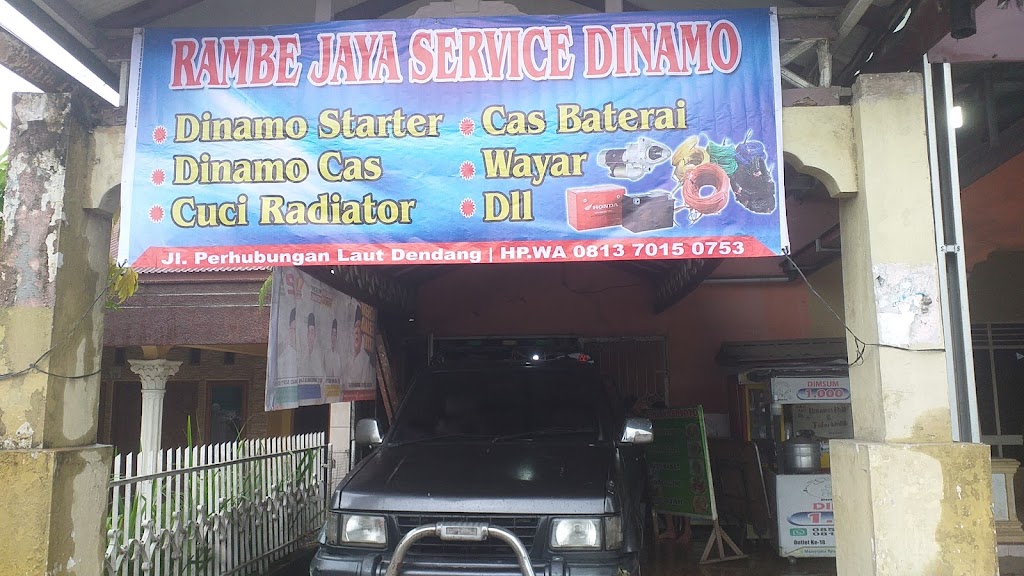 RAMBE JAYA SERVICE DINAMO
Dinamo Starter
Dinamo Cas
Cuci Radiator
Cas Baterai
Wayar
Dll
HONDA
Jl. Perhubungan Laut Dendang | HP.WA 0813 7015 0753
DIMSUM
1.000